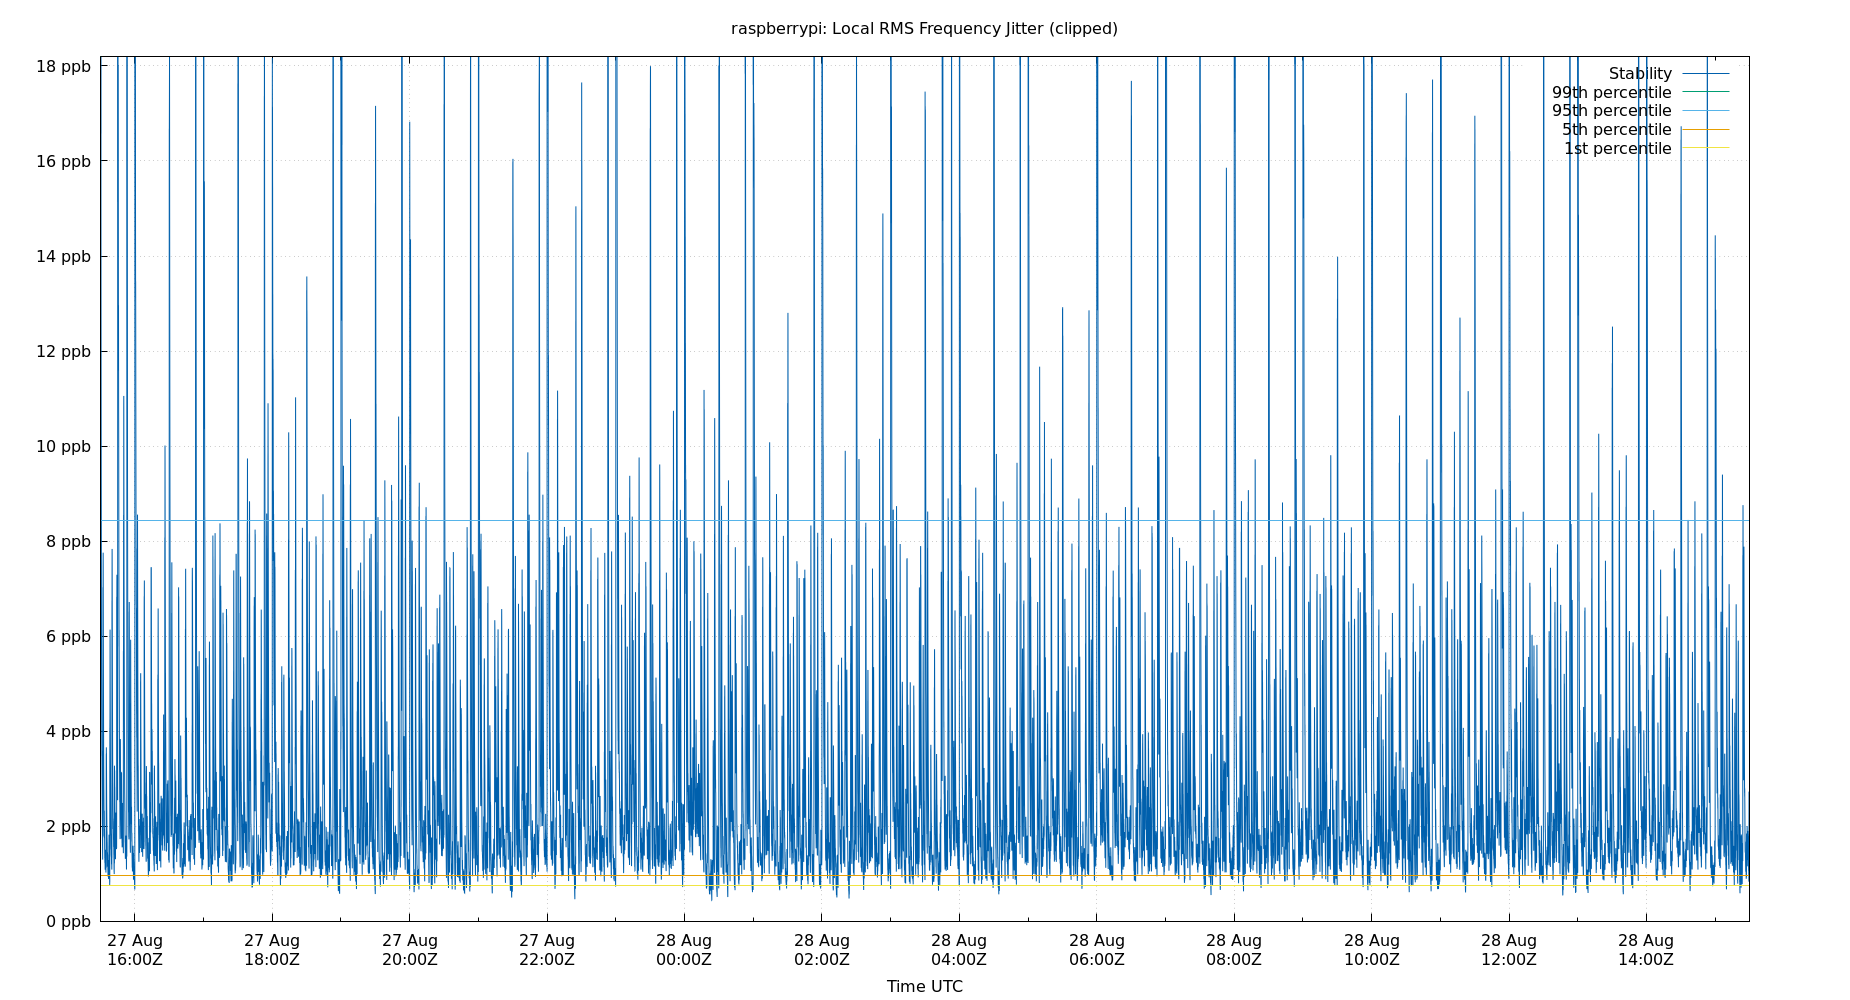 raspberrypi: Local RMS Frequency Jitter (clipped)
18 ppb
16 ppb
14 ppb
12 ppb
10 ppb
8 ppb
6 ppb
4 ppb
2 ppb
0 ppb
Stability
99th percentile
95th percentile
5th percentile
1st percentile
27 Aug 27 Aug 27 Aug 27 Aug 28 Aug 28 Aug 28 Aug 28 Aug 28 Aug 28 Aug 28 Aug 28 Aug
16:00Z 18:00Z 20:00Z 22:00Z 00:00Z 02:00Z 04:00Z 06:00Z 08:00Z 10:00Z 12:00Z 14:00Z
Time UTC